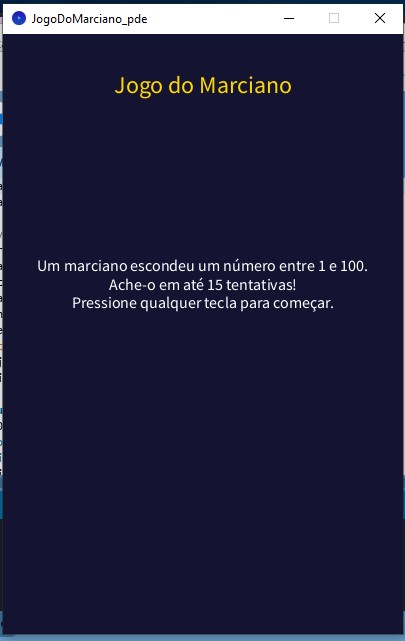 JogoDoMarciano_pde
Jogo do Marciano
Um marciano escondeu um número entre 1 e 100.
Ache-o em até 15 tentativas!
Pressione qualquer tecla para começar.